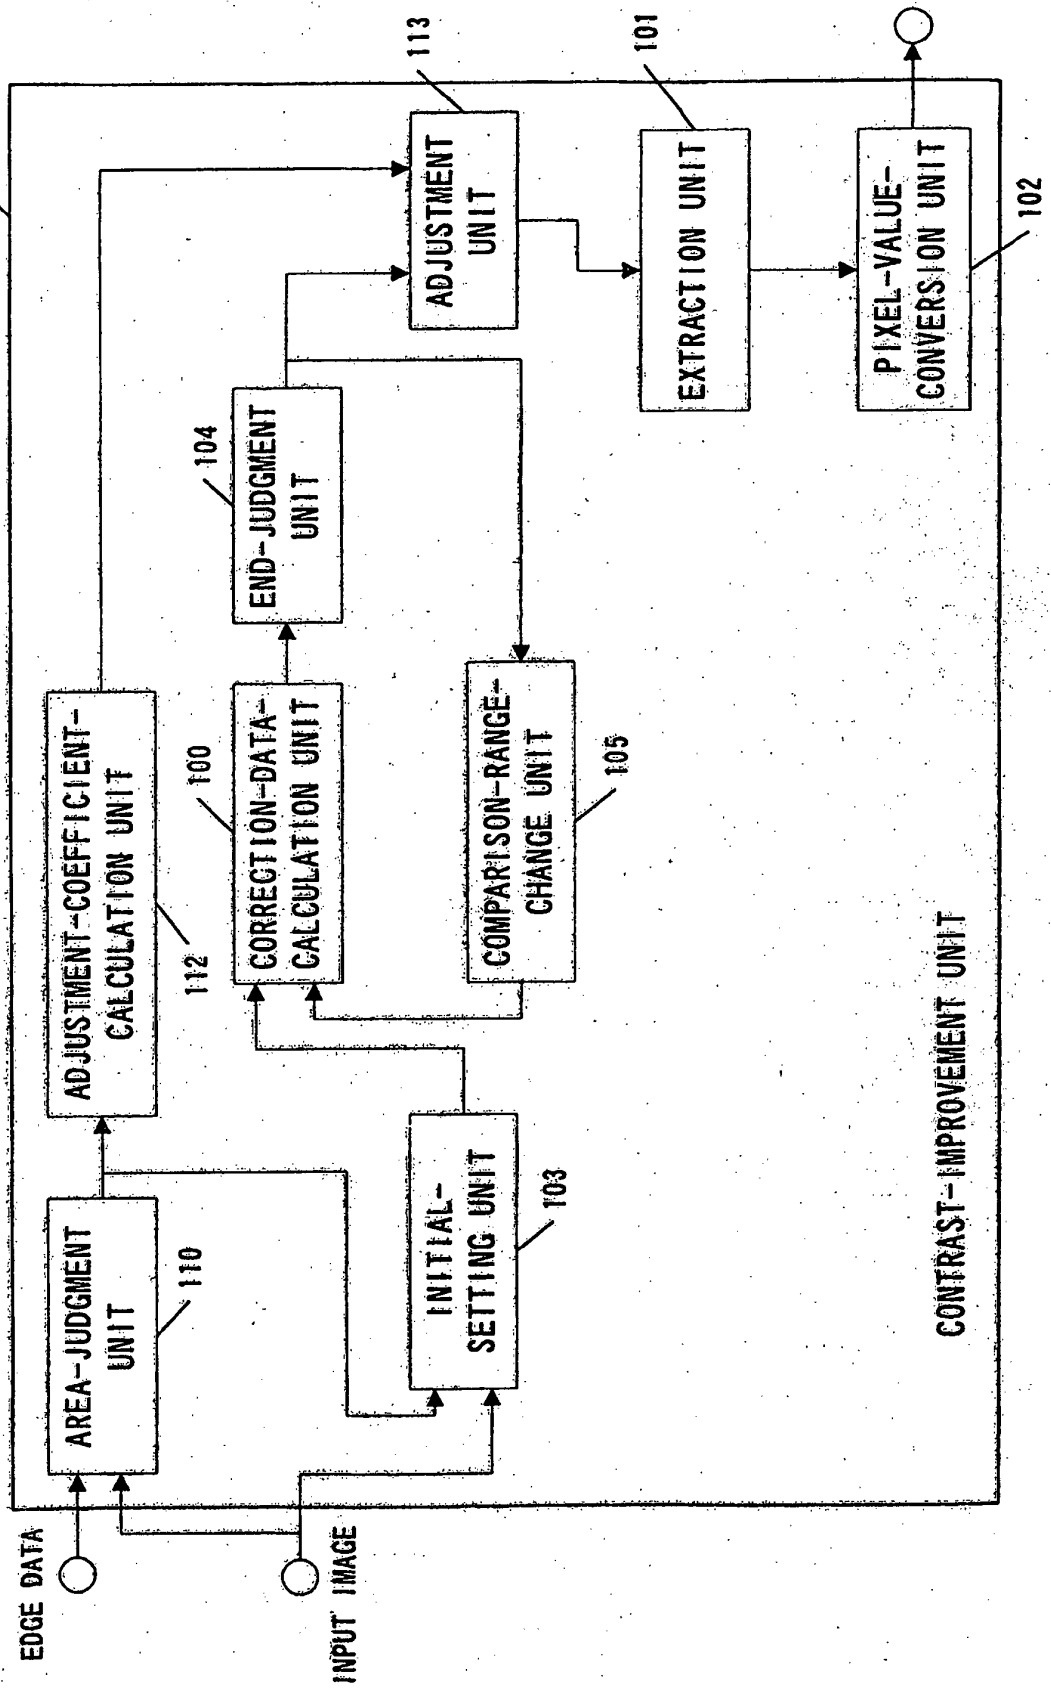 EDGE DATA
INPUT IMAGE
AREA-JUDGMENT
UNIT
110
ADJUSTMENT-COEFFICIENT-
CALCULATION UNIT
112
INITIAL-
SETTING UNIT
103
CORRECTION-DATA-
CALCULATION UNIT
100
END-JUDGMENT
UNIT
104
COMPARISON-RANGE-
CHANGE UNIT
105
ADJUSTMENT
UNIT
113
EXTRACTION UNIT
101
PIXEL-VALUE-
CONVERSION UNIT
102
CONTRAST-IMPROVEMENT UNIT